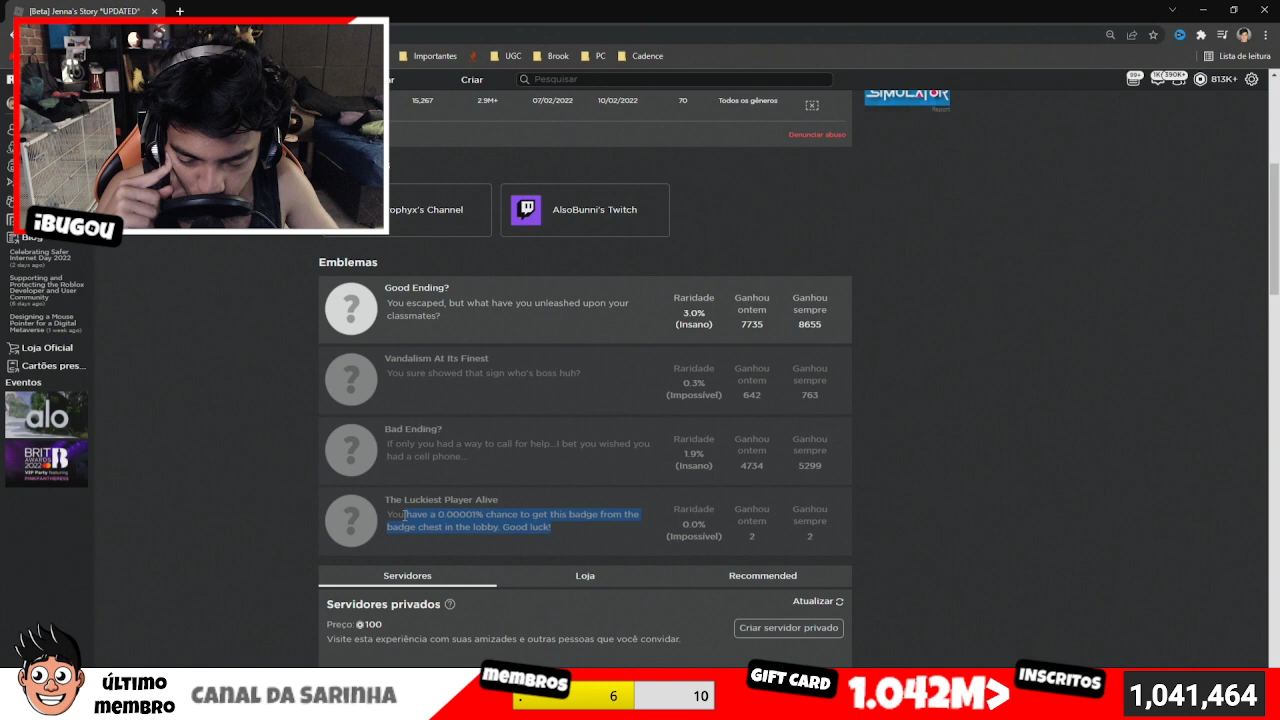 [Beta] Jenna's Story *UPDATED*
Importantes
UGC
Brook
PC
Cadence
Lista de leitura
Criar
Pesquisar
99+
1K(390K+)
813K+
15,267
2.9M+
07/02/2022
10/02/2022
70
Todos os gêneros
SIMULATOR
Report
Denunciar abuso
ophyx's Channel
AlsoBunni's Twitch
iBUGOU
Blog
Celebrating Safer
Internet Day 2022
(2 days ago)
Supporting and
Protecting the Roblox
Developer and User
Community
(8 days ago)
Designing a Mouse
Pointer for a Digital
Metaverse (1 week ago)
Loja Oficial
Cartões pres...
Eventos
alo
BRIT
AWARDS
2022
VIP Party featuring
PINKPANTHERESS
Emblemas
Good Ending?
You escaped, but what have you unleashed upon your
classmates?
Raridade
3.0%
(Insano)
Ganhou
ontem
7735
Ganhou
sempre
8655
Vandalism At Its Finest
You sure showed that sign who's boss huh?
Raridade
0.3%
(Impossível)
Ganhou
ontem
642
Ganhou
sempre
763
Bad Ending?
If only you had a way to call for help...I bet you wished you
had a cell phone...
Raridade
1.9%
(Insano)
Ganhou
ontem
4734
Ganhou
sempre
5299
The Luckiest Player Alive
You have a 0.00001% chance to get this badge from the
badge chest in the lobby. Good luck!
Raridade
0.0%
(Impossível)
Ganhou
ontem
2
Ganhou
sempre
2
Servidores
Loja
Recommended
Servidores privados
Atualizar
Preço: 100
Criar servidor privado
Visite esta experiência com suas amizades e outras pessoas que você convidar.
ÚLTIMO
MEMBRO
CANAL DA SARINHA
MEMBROS
. 6 10
GIFT CARD
1.042M>
INSCRITOS
1,041,464